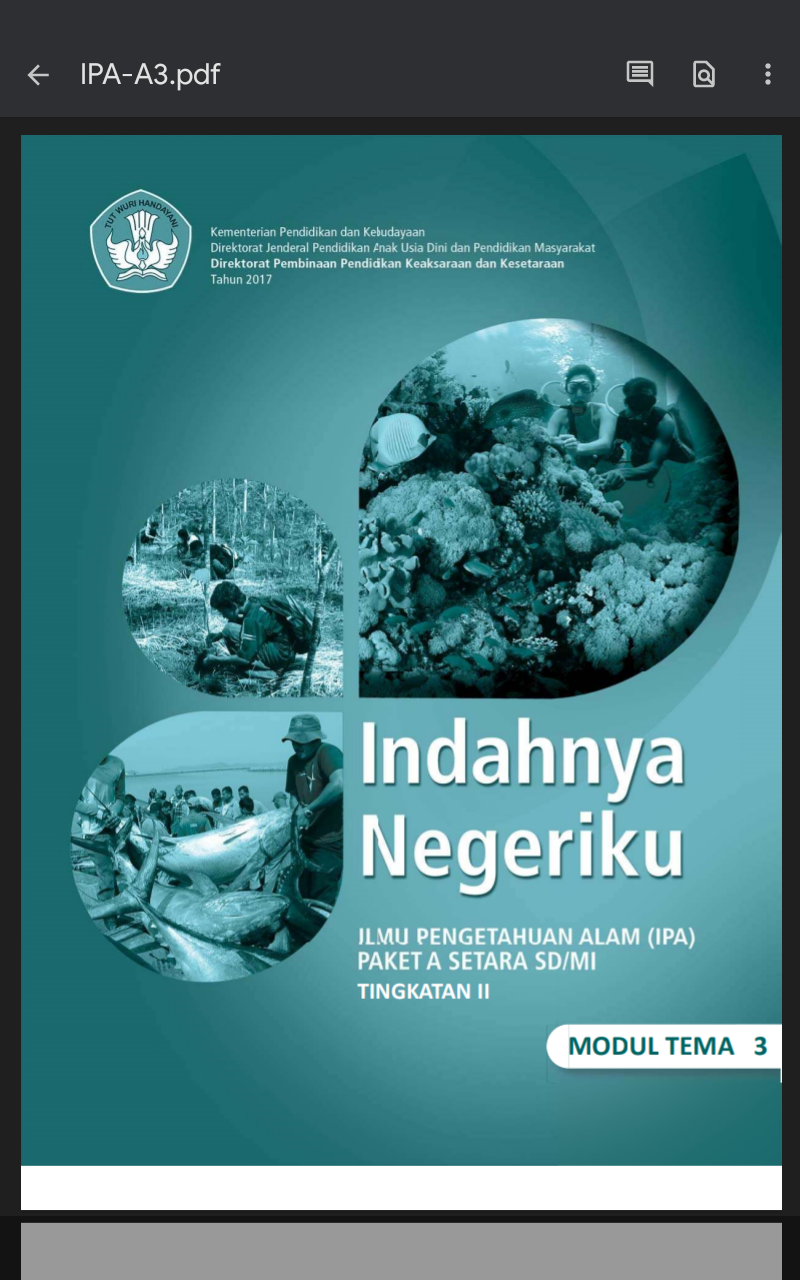 IPA-A3.pdf
TUT WURI HANDAYANI
Kementerian Pendidikan dan Kebudayaan
Direktorat Jenderal Pendidikan Anak Usia Dini dan Pendidikan Masyarakat
Direktorat Pembinaan Pendidikan Keaksaraan dan Kesetaraan
Tahun 2017
Indahnya
Negeriku
ILMU PENGETAHUAN ALAM (IPA)
PAKET A SETARA SD/MI
TINGKATAN II
MODUL TEMA 3